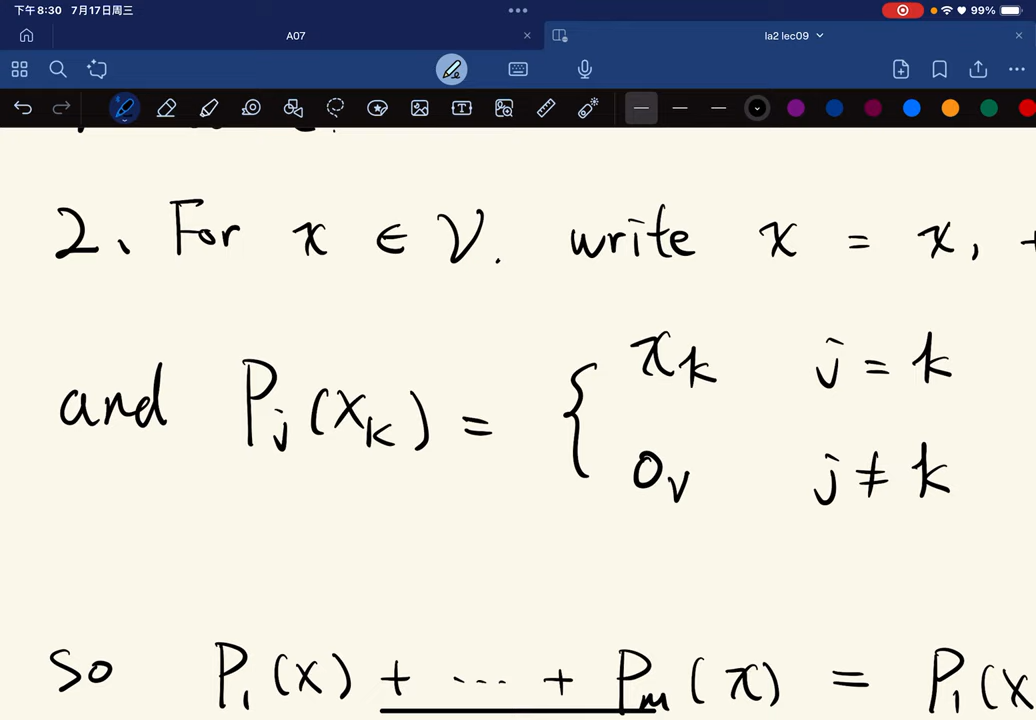 下午8:30 7月17日周三
99%
A07
la2 lec09
2、For x ∈ V. write x = x, +
and Pj(xk) = { xk j = k
0v j ≠ k
So P1(x) + ... + Pm(x) = P1(x